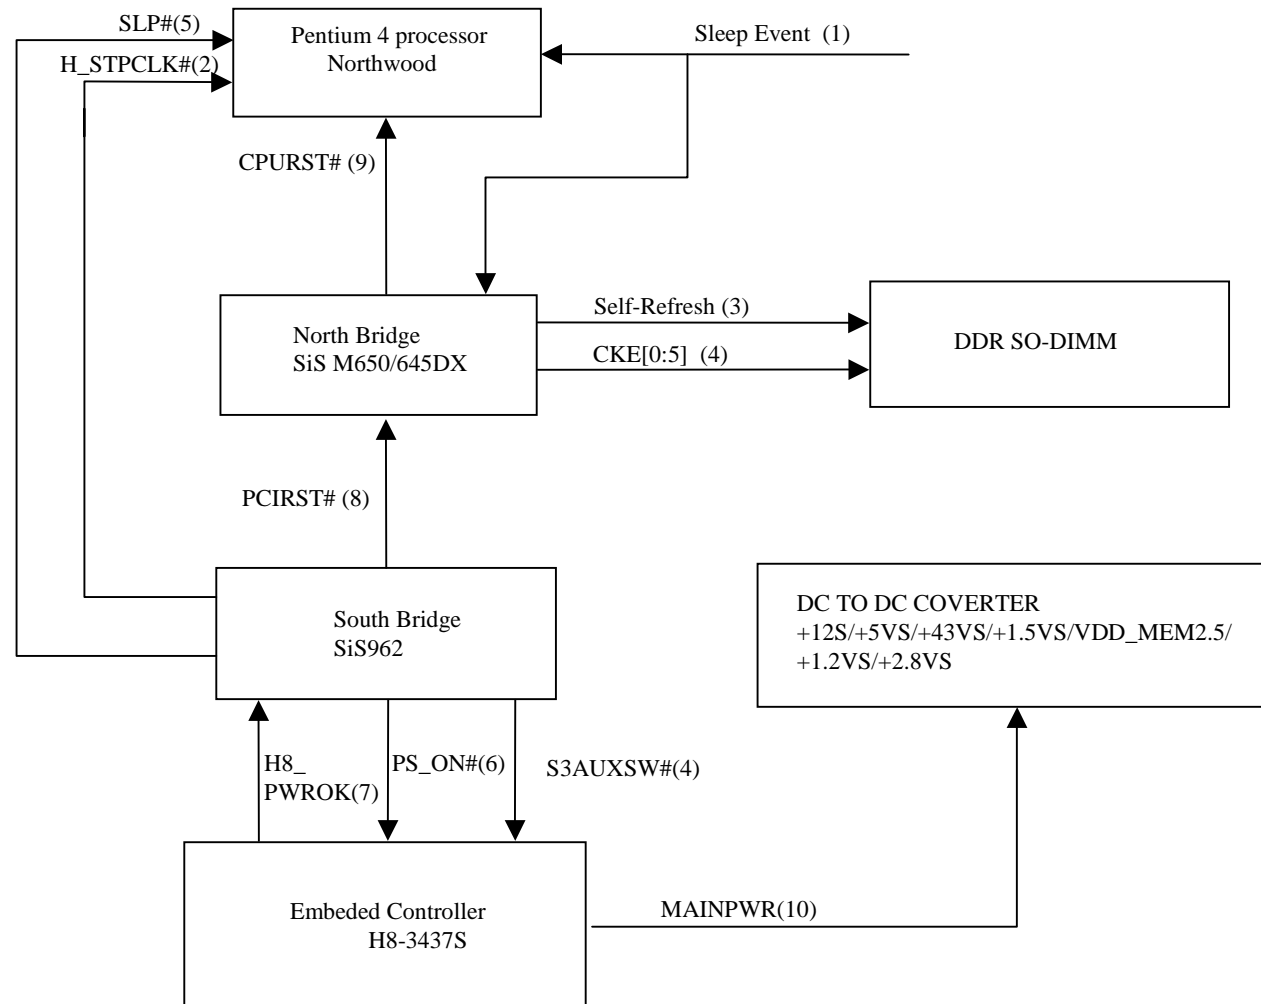 SLP#(5)
Pentium 4 processor
Northwood
Sleep Event (1)
H_STPCLK#(2)
CPURST# (9)
North Bridge
SiS M650/645DX
Self-Refresh (3)
CKE[0:5] (4)
DDR SO-DIMM
PCIRST# (8)
South Bridge
SiS962
DC TO DC COVERTER
+12S/+5VS/+43VS/+1.5VS/VDD_MEM2.5/
+1.2VS/+2.8VS
H8_
PWROK(7)
PS_ON#(6)
S3AUXSW#(4)
Embeded Controller
H8-3437S
MAINPWR(10)